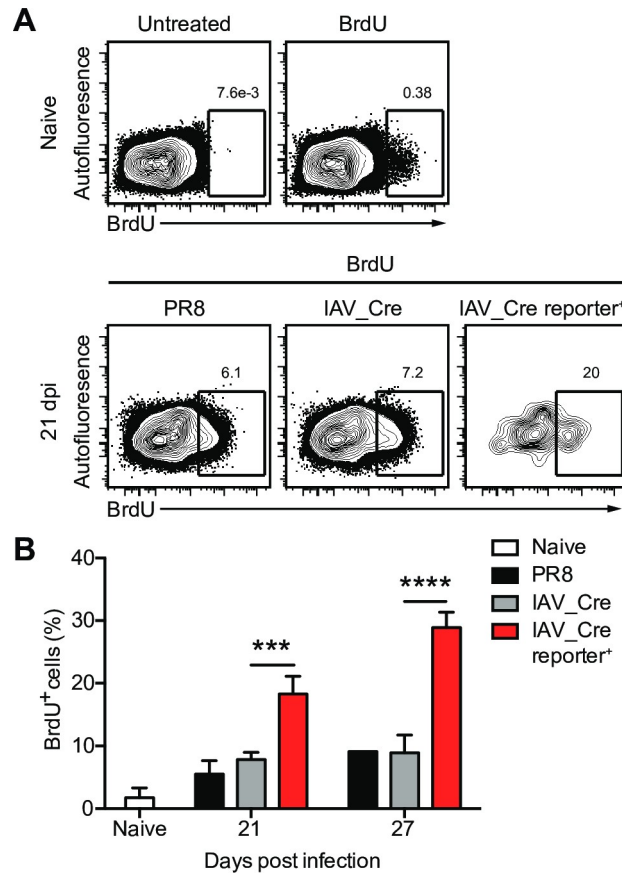 A
Untreated
BrdU
Naive
Autofluoresence
7.6e-3
0.38
BrdU
BrdU
PR8
IAV_Cre
IAV_Cre reporter⁺
21 dpi
Autofluoresence
6.1
7.2
20
BrdU
B
BrdU⁺cells (%)
40
30
20
10
0
***
****
Naive
21
27
Days post infection
Naive
PR8
IAV_Cre
IAV_Cre
reporter⁺